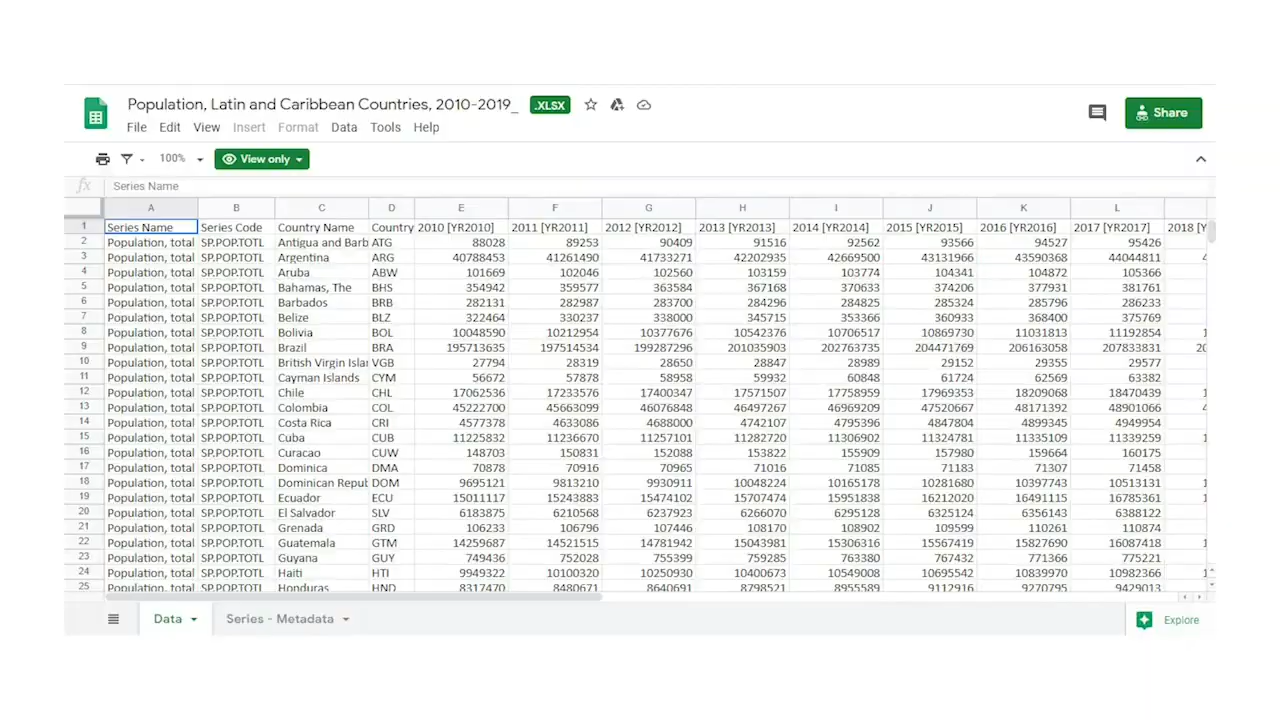 Population, Latin and Caribbean Countries, 2010-2019_ .XLSX
Share
File Edit View Insert Format Data Tools Help
100% View only
fx Series Name
A B C D E F G H I J K L
1 Series Name Series Code Country Name Country 2010 [YR2010] 2011 [YR2011] 2012 [YR2012] 2013 [YR2013] 2014 [YR2014] 2015 [YR2015] 2016 [YR2016] 2017 [YR2017] 2018 [Y
2 Population, total SP.POP.TOTL Antigua and Barb ATG 88028 89253 90409 91516 92562 93566 94527 95426
3 Population, total SP.POP.TOTL Argentina ARG 40788453 41261490 41733271 42202935 42669500 43131966 43590368 44044811 4
4 Population, total SP.POP.TOTL Aruba ABW 101669 102046 102560 103159 103774 104341 104872 105366
5 Population, total SP.POP.TOTL Bahamas, The BHS 354942 359577 363584 367168 370633 374206 377931 381761
6 Population, total SP.POP.TOTL Barbados BRB 282131 282987 283700 284296 284825 285324 285796 286233
7 Population, total SP.POP.TOTL Belize BLZ 322464 330237 338000 345715 353366 360933 368400 375769
8 Population, total SP.POP.TOTL Bolivia BOL 10048590 10212954 10377676 10542376 10706517 10869730 11031813 11192854 1
9 Population, total SP.POP.TOTL Brazil BRA 195713635 197514534 199287296 201035903 202763735 204471769 206163058 207833831 20
10 Population, total SP.POP.TOTL British Virgin Islar VGB 27794 28319 28650 28847 28989 29152 29355 29577
11 Population, total SP.POP.TOTL Cayman Islands CYM 56672 57878 58958 59932 60848 61724 62569 63382
12 Population, total SP.POP.TOTL Chile CHL 17062536 17233576 17400347 17571507 17758959 17969353 18209068 18470439 1
13 Population, total SP.POP.TOTL Colombia COL 45222700 45663099 46076848 46497267 46969209 47520667 48171392 48901066 4
14 Population, total SP.POP.TOTL Costa Rica CRI 4577378 4633086 4688000 4742107 4795396 4847804 4899345 4949954
15 Population, total SP.POP.TOTL Cuba CUB 11225832 11236670 11257101 11282720 11306902 11324781 11335109 11339259 1
16 Population, total SP.POP.TOTL Curacao CUW 148703 150831 152088 153822 155909 157980 159664 160175
17 Population, total SP.POP.TOTL Dominica DMA 70878 70916 70965 71016 71085 71183 71307 71458
18 Population, total SP.POP.TOTL Dominican Repub DOM 9695121 9813210 9930911 10048224 10165178 10281680 10397743 10513131 1
19 Population, total SP.POP.TOTL Ecuador ECU 15011117 15243883 15474102 15707474 15951838 16212020 16491115 16785361 1
20 Population, total SP.POP.TOTL El Salvador SLV 6183875 6210568 6237923 6266070 6295128 6325124 6356143 6388122
21 Population, total SP.POP.TOTL Grenada GRD 106233 106796 107446 108170 108902 109599 110261 110874
22 Population, total SP.POP.TOTL Guatemala GTM 14259687 14521515 14781942 15043981 15306316 15567419 15827690 16087418 1
23 Population, total SP.POP.TOTL Guyana GUY 749436 752028 755399 759285 763380 767432 771366 775221
24 Population, total SP.POP.TOTL Haiti HTI 9949322 10100320 10250930 10400673 10549008 10695542 10839970 10982366 1
25 Population, total SP.POP.TOTL Honduras HND 8317470 8480671 8640691 8798521 8955589 9112916 9270795 9429013
Data Series - Metadata Explore